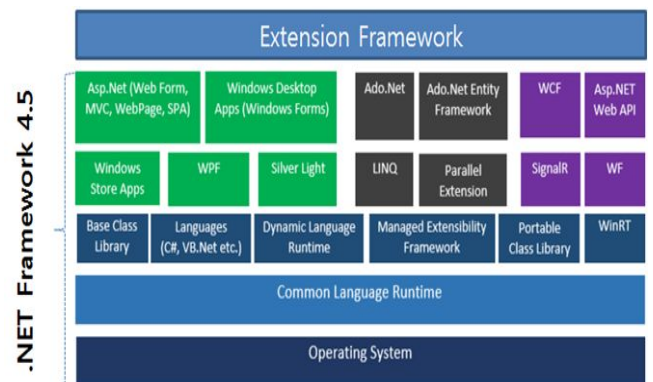 Extension Framework
.NET Framework 4.5
Asp.Net (Web Form,
MVC, WebPage, SPA)
Windows Desktop
Apps (Windows Forms)
Ado.Net
Ado.Net Entity
Framework
WCF
Asp.NET
Web API
Windows
Store Apps
WPF
Silver Light
LINQ
Parallel
Extension
SignalR
WF
Base Class
Library
Languages
(C#, VB.Net etc.)
Dynamic Language
Runtime
Managed Extensibility
Framework
Portable
Class Library
WinRT
Common Language Runtime
Operating System